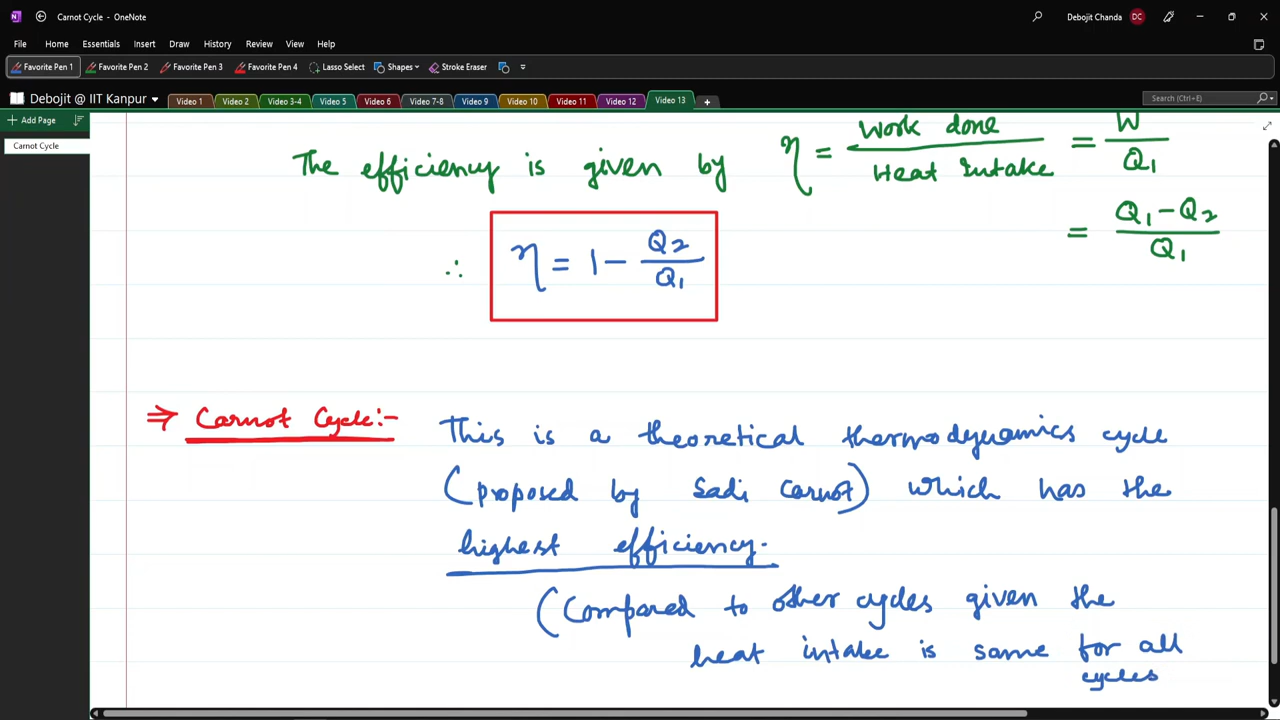 Carnot Cycle - OneNote
Debojit Chanda DC
File Home Essentials Insert Draw History Review View Help
Favorite Pen 1 Favorite Pen 2 Favorite Pen 3 Favorite Pen 4 Lasso Select Shapes Stroke Eraser
Debojit @ IIT Kanpur Video 1 Video 2 Video 3-4 Video 5 Video 6 Video 7-8 Video 9 Video 10 Video 11 Video 12 Video 13 + Search (Ctrl+E)
+ Add Page
Carnot Cycle
The efficiency is given by η = Work done / Heat Intake = W / Q₁
= Q₁ - Q₂ / Q₁
∴ η = 1 - Q₂ / Q₁
⇒ Carnot Cycle:- This is a theoretical thermodynamics cycle
(proposed by Sadi Carnot) which has the
highest efficiency.
(Compared to other cycles given the
heat intake is same for all
cycles